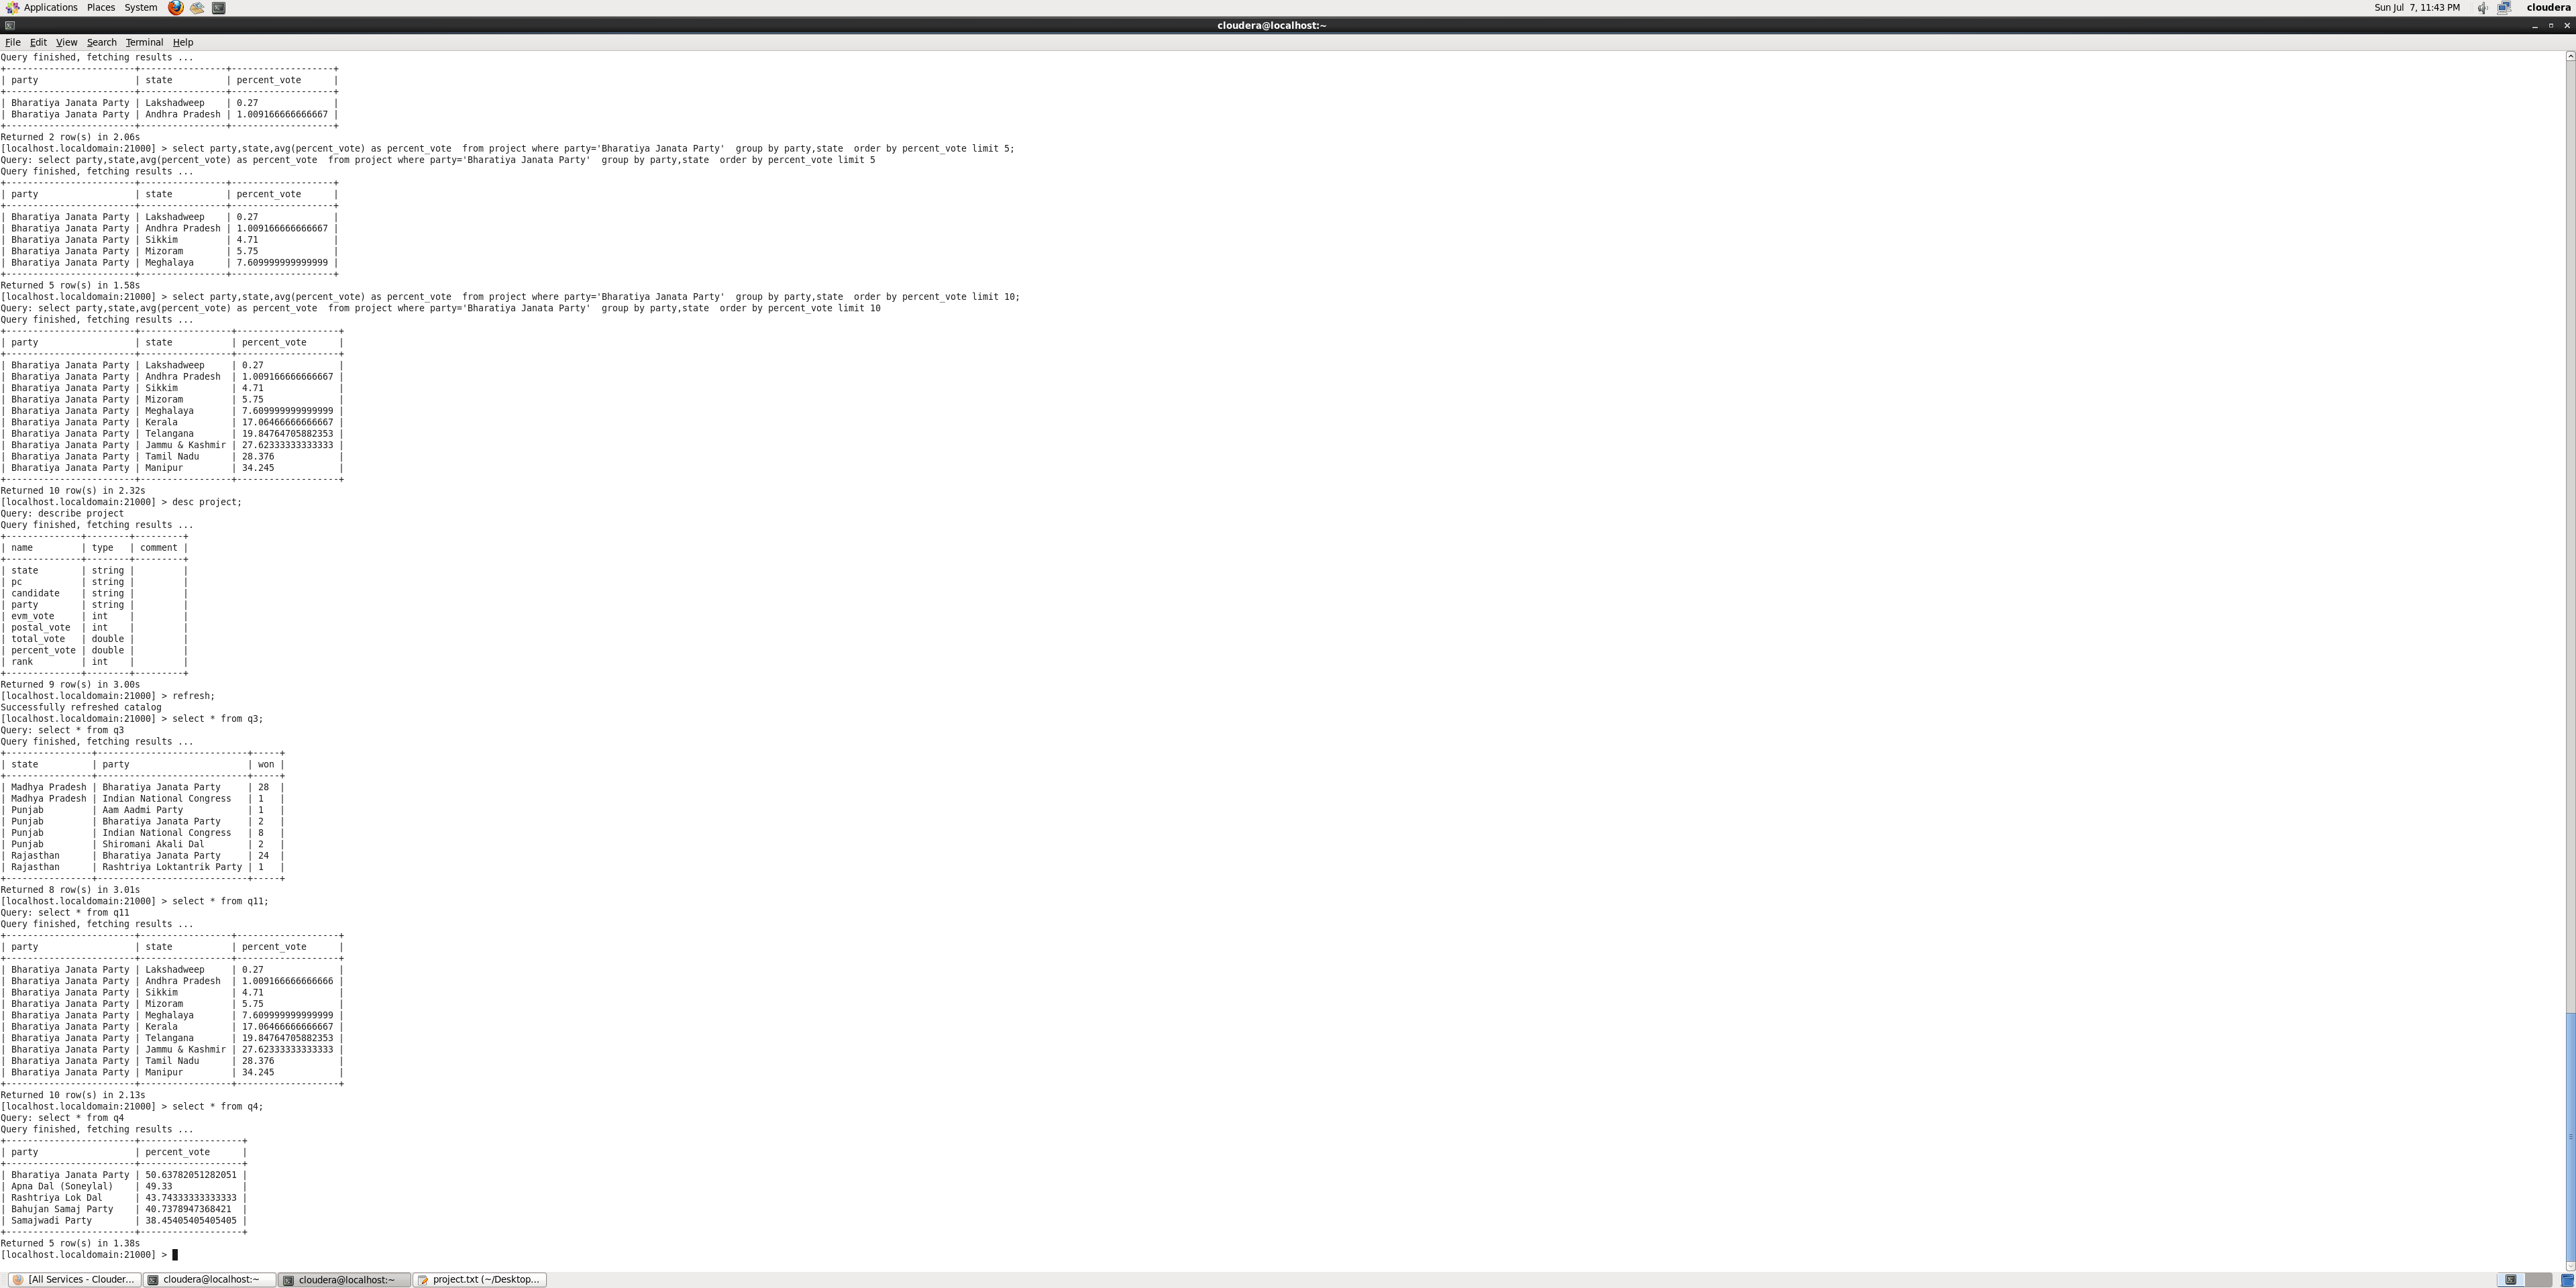 Applications Places System Sun Jul 7, 11:43 PM cloudera
cloudera@localhost:~
File Edit View Search Terminal Help
Query finished, fetching results ...
+-----------------------+----------------+-------------------+
| party | state | percent_vote |
+-----------------------+----------------+-------------------+
| Bharatiya Janata Party | Lakshadweep | 0.27 |
| Bharatiya Janata Party | Andhra Pradesh | 1.009166666666667 |
+-----------------------+----------------+-------------------+
Returned 2 row(s) in 2.06s
[localhost.localdomain:21000] > select party,state,avg(percent_vote) as percent_vote from project where party='Bharatiya Janata Party' group by party,state order by percent_vote limit 5;
Query: select party,state,avg(percent_vote) as percent_vote from project where party='Bharatiya Janata Party' group by party,state order by percent_vote limit 5
Query finished, fetching results ...
+-----------------------+----------------+-------------------+
| party | state | percent_vote |
+-----------------------+----------------+-------------------+
| Bharatiya Janata Party | Lakshadweep | 0.27 |
| Bharatiya Janata Party | Andhra Pradesh | 1.009166666666667 |
| Bharatiya Janata Party | Sikkim | 4.71 |
| Bharatiya Janata Party | Mizoram | 5.75 |
| Bharatiya Janata Party | Meghalaya | 7.609999999999999 |
+-----------------------+----------------+-------------------+
Returned 5 row(s) in 1.58s
[localhost.localdomain:21000] > select party,state,avg(percent_vote) as percent_vote from project where party='Bharatiya Janata Party' group by party,state order by percent_vote limit 10;
Query: select party,state,avg(percent_vote) as percent_vote from project where party='Bharatiya Janata Party' group by party,state order by percent_vote limit 10
Query finished, fetching results ...
+-----------------------+-----------------+-------------------+
| party | state | percent_vote |
+-----------------------+-----------------+-------------------+
| Bharatiya Janata Party | Lakshadweep | 0.27 |
| Bharatiya Janata Party | Andhra Pradesh | 1.009166666666667 |
| Bharatiya Janata Party | Sikkim | 4.71 |
| Bharatiya Janata Party | Mizoram | 5.75 |
| Bharatiya Janata Party | Meghalaya | 7.609999999999999 |
| Bharatiya Janata Party | Kerala | 17.06466666666667 |
| Bharatiya Janata Party | Telangana | 19.84764705882353 |
| Bharatiya Janata Party | Jammu & Kashmir | 27.62333333333333 |
| Bharatiya Janata Party | Tamil Nadu | 28.376 |
| Bharatiya Janata Party | Manipur | 34.245 |
+-----------------------+-----------------+-------------------+
Returned 10 row(s) in 2.32s
[localhost.localdomain:21000] > desc project;
Query: describe project
Query finished, fetching results ...
+--------------+--------+---------+
| name | type | comment |
+--------------+--------+---------+
| state | string | |
| pc | string | |
| candidate | string | |
| party | string | |
| evm_vote | int | |
| postal_vote | int | |
| total_vote | double | |
| percent_vote | double | |
| rank | int | |
+--------------+--------+---------+
Returned 9 row(s) in 3.00s
[localhost.localdomain:21000] > refresh;
Successfully refreshed catalog
[localhost.localdomain:21000] > select * from q3;
Query: select * from q3
Query finished, fetching results ...
+----------------+----------------------------+-----+
| state | party | won |
+----------------+----------------------------+-----+
| Madhya Pradesh | Bharatiya Janata Party | 28 |
| Madhya Pradesh | Indian National Congress | 1 |
| Punjab | Aam Aadmi Party | 1 |
| Punjab | Bharatiya Janata Party | 2 |
| Punjab | Indian National Congress | 8 |
| Punjab | Shiromani Akali Dal | 2 |
| Rajasthan | Bharatiya Janata Party | 24 |
| Rajasthan | Rashtriya Loktantrik Party | 1 |
+----------------+----------------------------+-----+
Returned 8 row(s) in 3.01s
[localhost.localdomain:21000] > select * from q11;
Query: select * from q11
Query finished, fetching results ...
+-----------------------+-----------------+-------------------+
| party | state | percent_vote |
+-----------------------+-----------------+-------------------+
| Bharatiya Janata Party | Lakshadweep | 0.27 |
| Bharatiya Janata Party | Andhra Pradesh | 1.009166666666666 |
| Bharatiya Janata Party | Sikkim | 4.71 |
| Bharatiya Janata Party | Mizoram | 5.75 |
| Bharatiya Janata Party | Meghalaya | 7.609999999999999 |
| Bharatiya Janata Party | Kerala | 17.06466666666667 |
| Bharatiya Janata Party | Telangana | 19.84764705882353 |
| Bharatiya Janata Party | Jammu & Kashmir | 27.62333333333333 |
| Bharatiya Janata Party | Tamil Nadu | 28.376 |
| Bharatiya Janata Party | Manipur | 34.245 |
+-----------------------+-----------------+-------------------+
Returned 10 row(s) in 2.13s
[localhost.localdomain:21000] > select * from q4;
Query: select * from q4
Query finished, fetching results ...
+-----------------------+-------------------+
| party | percent_vote |
+-----------------------+-------------------+
| Bharatiya Janata Party | 50.63782051282051 |
| Apna Dal (Soneylal) | 49.33 |
| Rashtriya Lok Dal | 43.74333333333333 |
| Bahujan Samaj Party | 40.7378947368421 |
| Samajwadi Party | 38.45405405405405 |
+-----------------------+-------------------+
Returned 5 row(s) in 1.38s
[localhost.localdomain:21000] >
[All Services - Clouder... cloudera@localhost:~ cloudera@localhost:~ project.txt (~/Desktop...